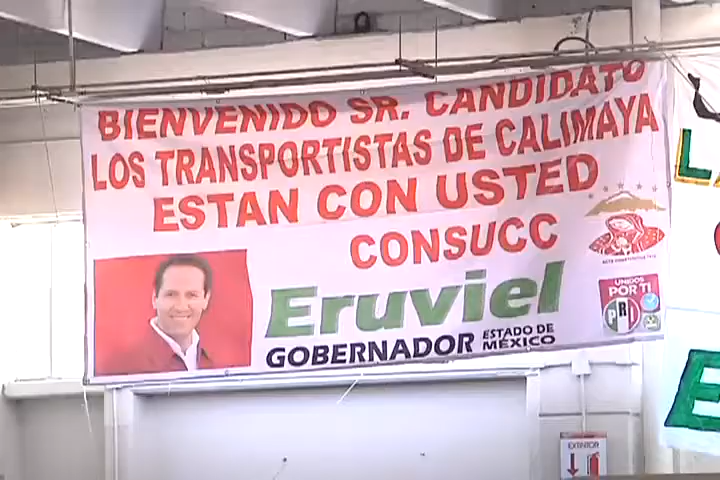 BIENVENIDO SR. CANDIDATO
LOS TRANSPORTISTAS DE CALIMAYA
ESTAN CON USTED
CONSUCC
Eruviel
GOBERNADOR ESTADO DE MÉXICO
UNIDOS
POR TI
PRI
EXTINTOR